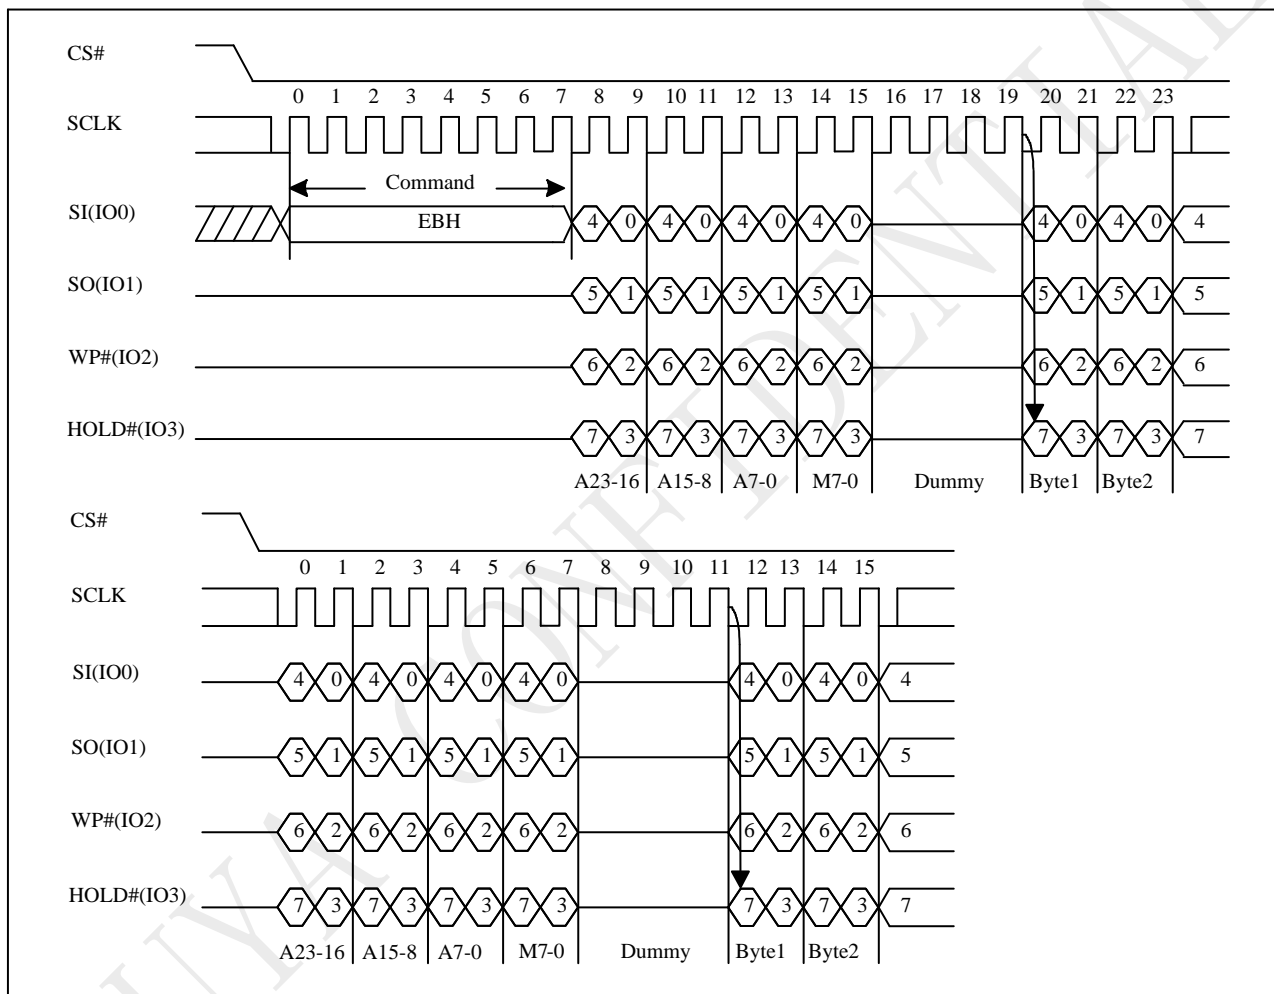 CS#
0 1 2 3 4 5 6 7 8 9 10 11 12 13 14 15 16 17 18 19 20 21 22 23
SCLK
Command
SI(IO0) EBH 4 0 4 0 4 0 4 0 4 0 4 0 4
SO(IO1) 5 1 5 1 5 1 5 1 5 1 5 1 5
WP#(IO2) 6 2 6 2 6 2 6 2 6 2 6 2 6
HOLD#(IO3) 7 3 7 3 7 3 7 3 7 3 7 3 7
A23-16 A15-8 A7-0 M7-0 Dummy Byte1 Byte2
CS#
0 1 2 3 4 5 6 7 8 9 10 11 12 13 14 15
SCLK
SI(IO0) 4 0 4 0 4 0 4 0 4 0 4 0 4
SO(IO1) 5 1 5 1 5 1 5 1 5 1 5 1 5
WP#(IO2) 6 2 6 2 6 2 6 2 6 2 6 2 6
HOLD#(IO3) 7 3 7 3 7 3 7 3 7 3 7 3 7
A23-16 A15-8 A7-0 M7-0 Dummy Byte1 Byte2
UYA CONFIDENTIAL